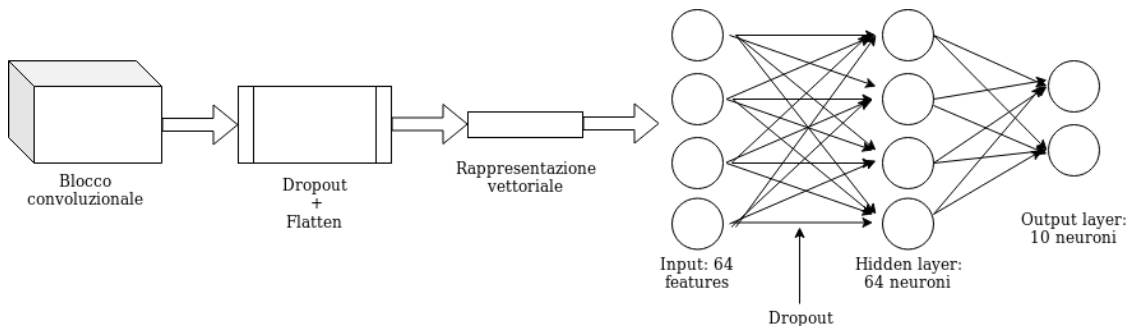 Blocco
convoluzionale
Dropout
+
Flatten
Rappresentazione
vettoriale
Input: 64
features
Dropout
Hidden layer:
64 neuroni
Output layer:
10 neuroni